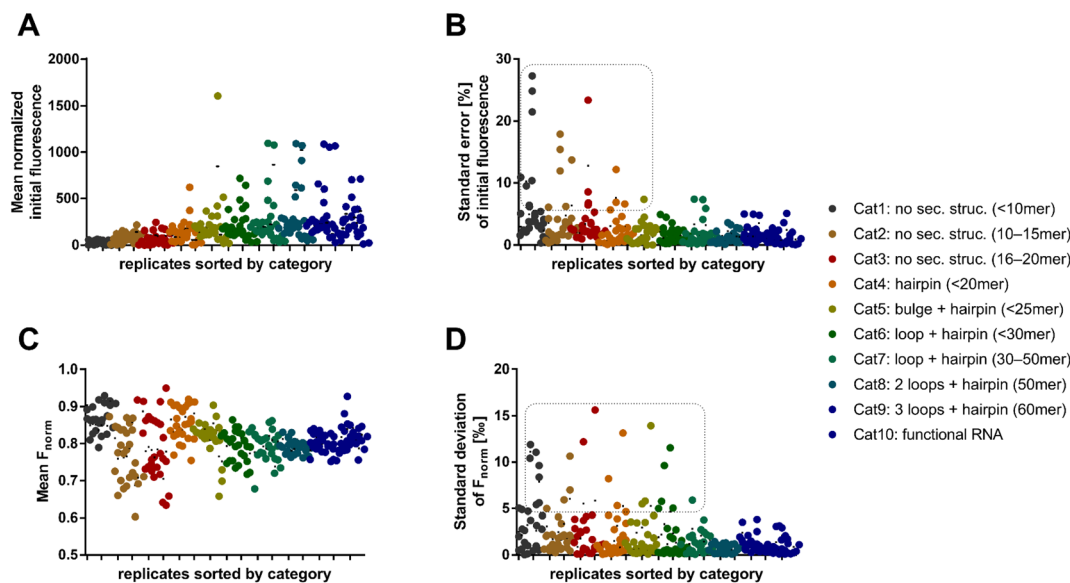 A
Mean normalized
initial fluorescence
2000
1500
1000
500
0
replicates sorted by category
B
Standard error [%]
of initial fluorescence
30
20
10
0
replicates sorted by category
C
Mean Fnorm
1.0
0.9
0.8
0.7
0.6
0.5
replicates sorted by category
D
Standard deviation
of Fnorm [‰]
20
15
10
5
0
replicates sorted by category
Cat1: no sec. struc. (<10mer)
Cat2: no sec. struc. (10–15mer)
Cat3: no sec. struc. (16–20mer)
Cat4: hairpin (<20mer)
Cat5: bulge + hairpin (<25mer)
Cat6: loop + hairpin (<30mer)
Cat7: loop + hairpin (30–50mer)
Cat8: 2 loops + hairpin (50mer)
Cat9: 3 loops + hairpin (60mer)
Cat10: functional RNA